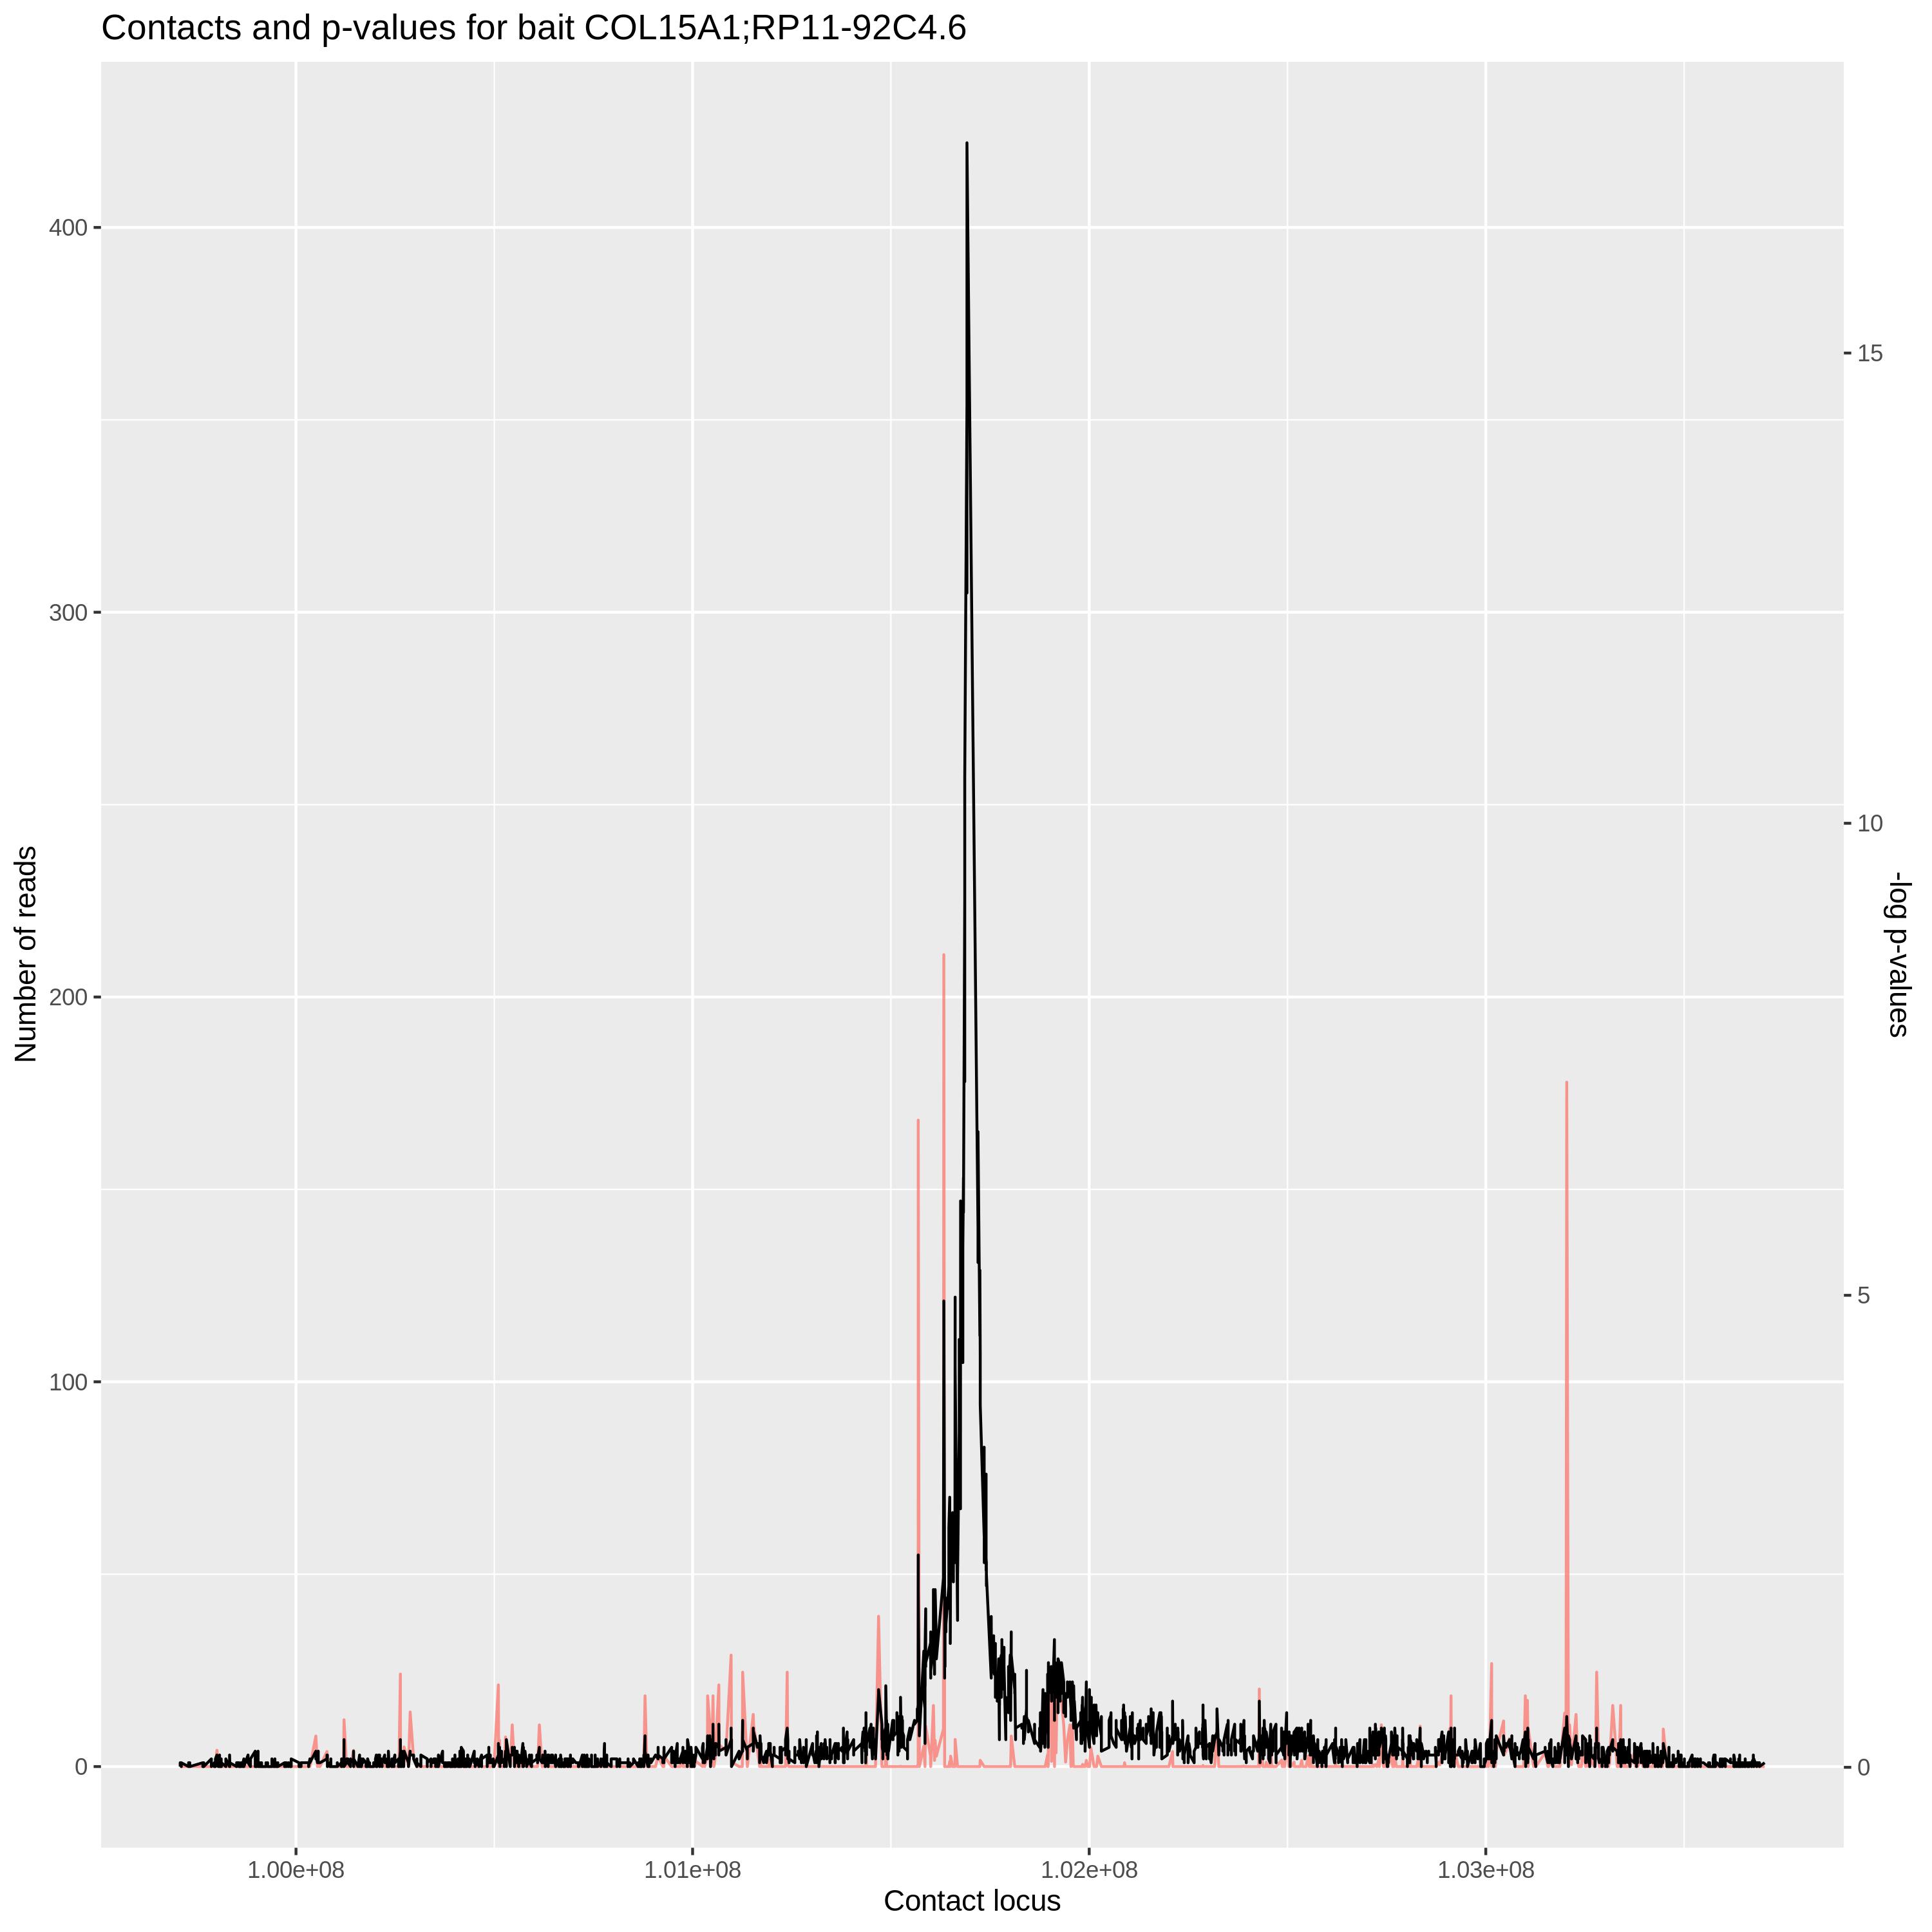 Contacts and p-values for bait COL15A1;RP11-92C4.6
400
300
200
100
0
Number of reads
15
10
5
0
-log p-values
1.00e+08
1.01e+08
1.02e+08
1.03e+08
Contact locus